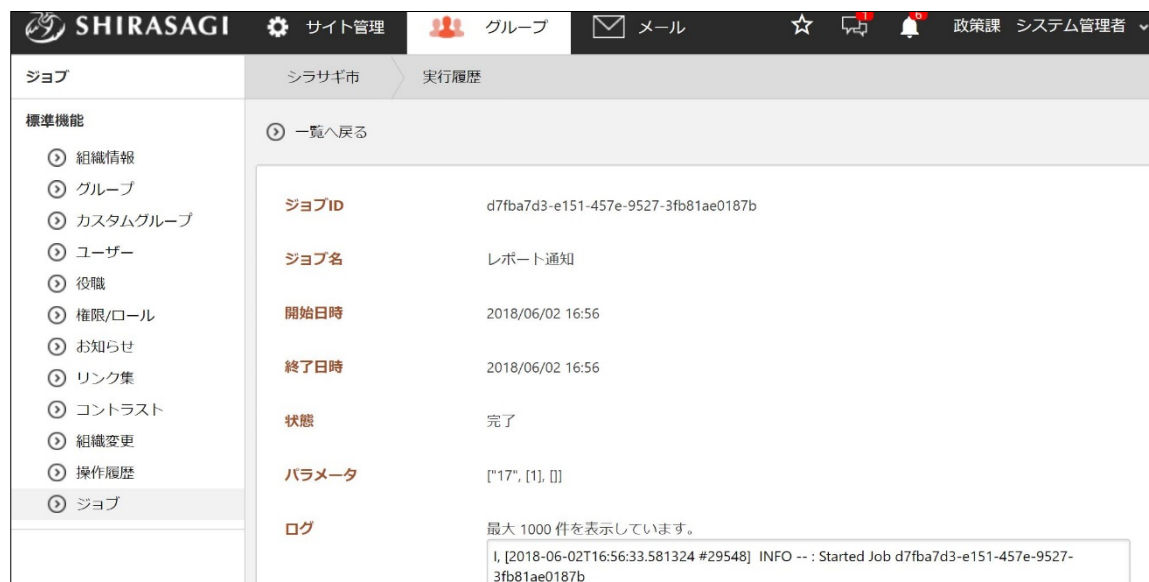 SHIRASAGI サイト管理 グループ メール 1 6 政策課 システム管理者
ジョブ シラサギ市 実行履歴
標準機能
組織情報
グループ
カスタムグループ
ユーザー
役職
権限/ロール
お知らせ
リンク集
コントラスト
組織変更
操作履歴
ジョブ
一覧へ戻る
ジョブID d7fba7d3-e151-457e-9527-3fb81ae0187b
ジョブ名 レポート通知
開始日時 2018/06/02 16:56
終了日時 2018/06/02 16:56
状態 完了
パラメータ ["17", [1], []]
ログ 最大 1000 件を表示しています。
I, [2018-06-02T16:56:33.581324 #29548] INFO -- : Started Job d7fba7d3-e151-457e-9527-
3fb81ae0187b